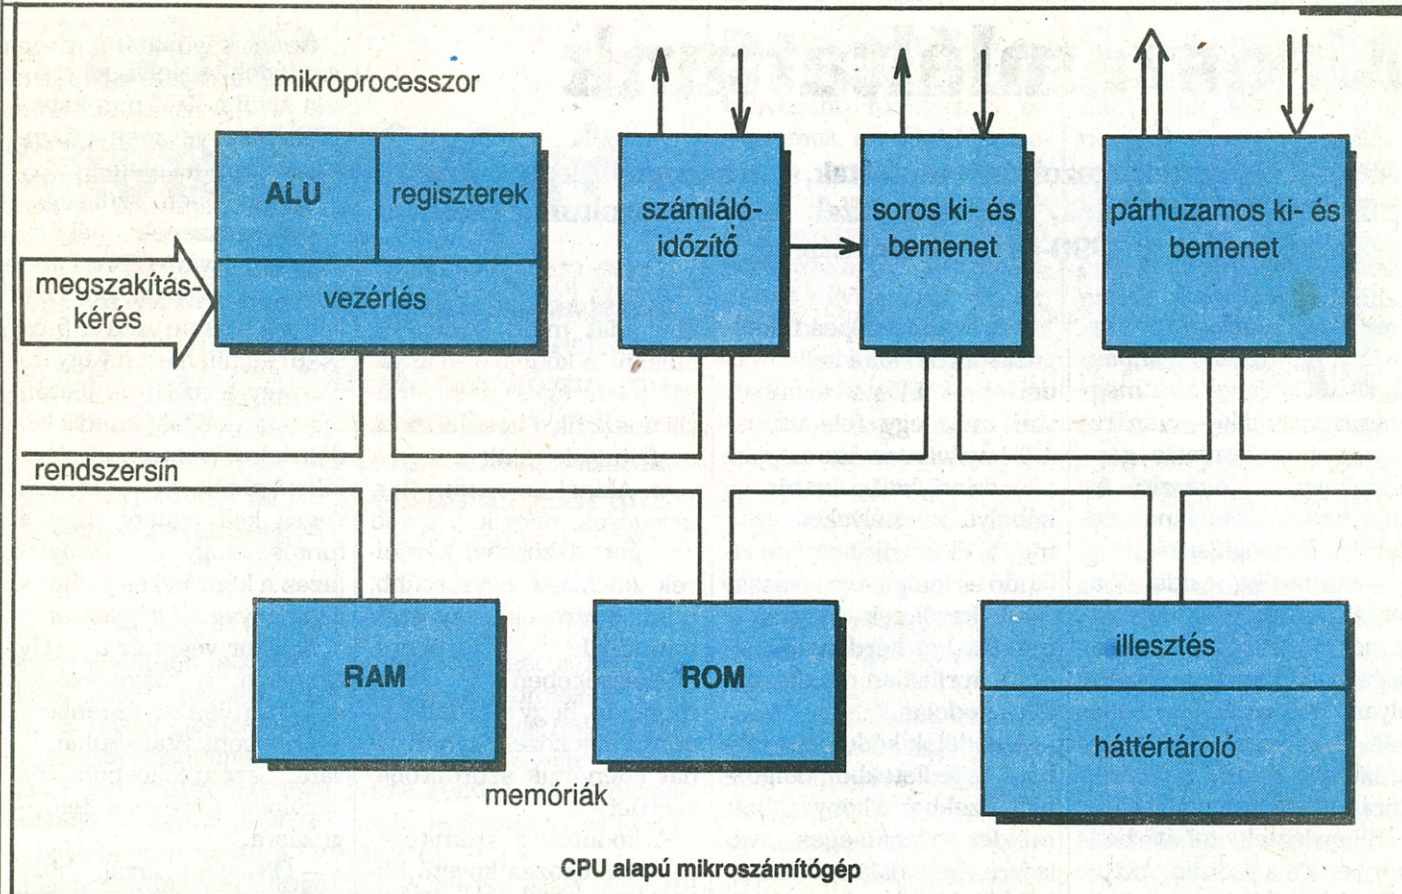 mikroprocesszor
ALU
regiszterek
vezérlés
megszakítás-
kérés
számláló-
időzítő
soros ki- és
bemenet
párhuzamos ki- és
bemenet
rendszersín
RAM
ROM
memóriák
illesztés
háttértároló
CPU alapú mikroszámítógép